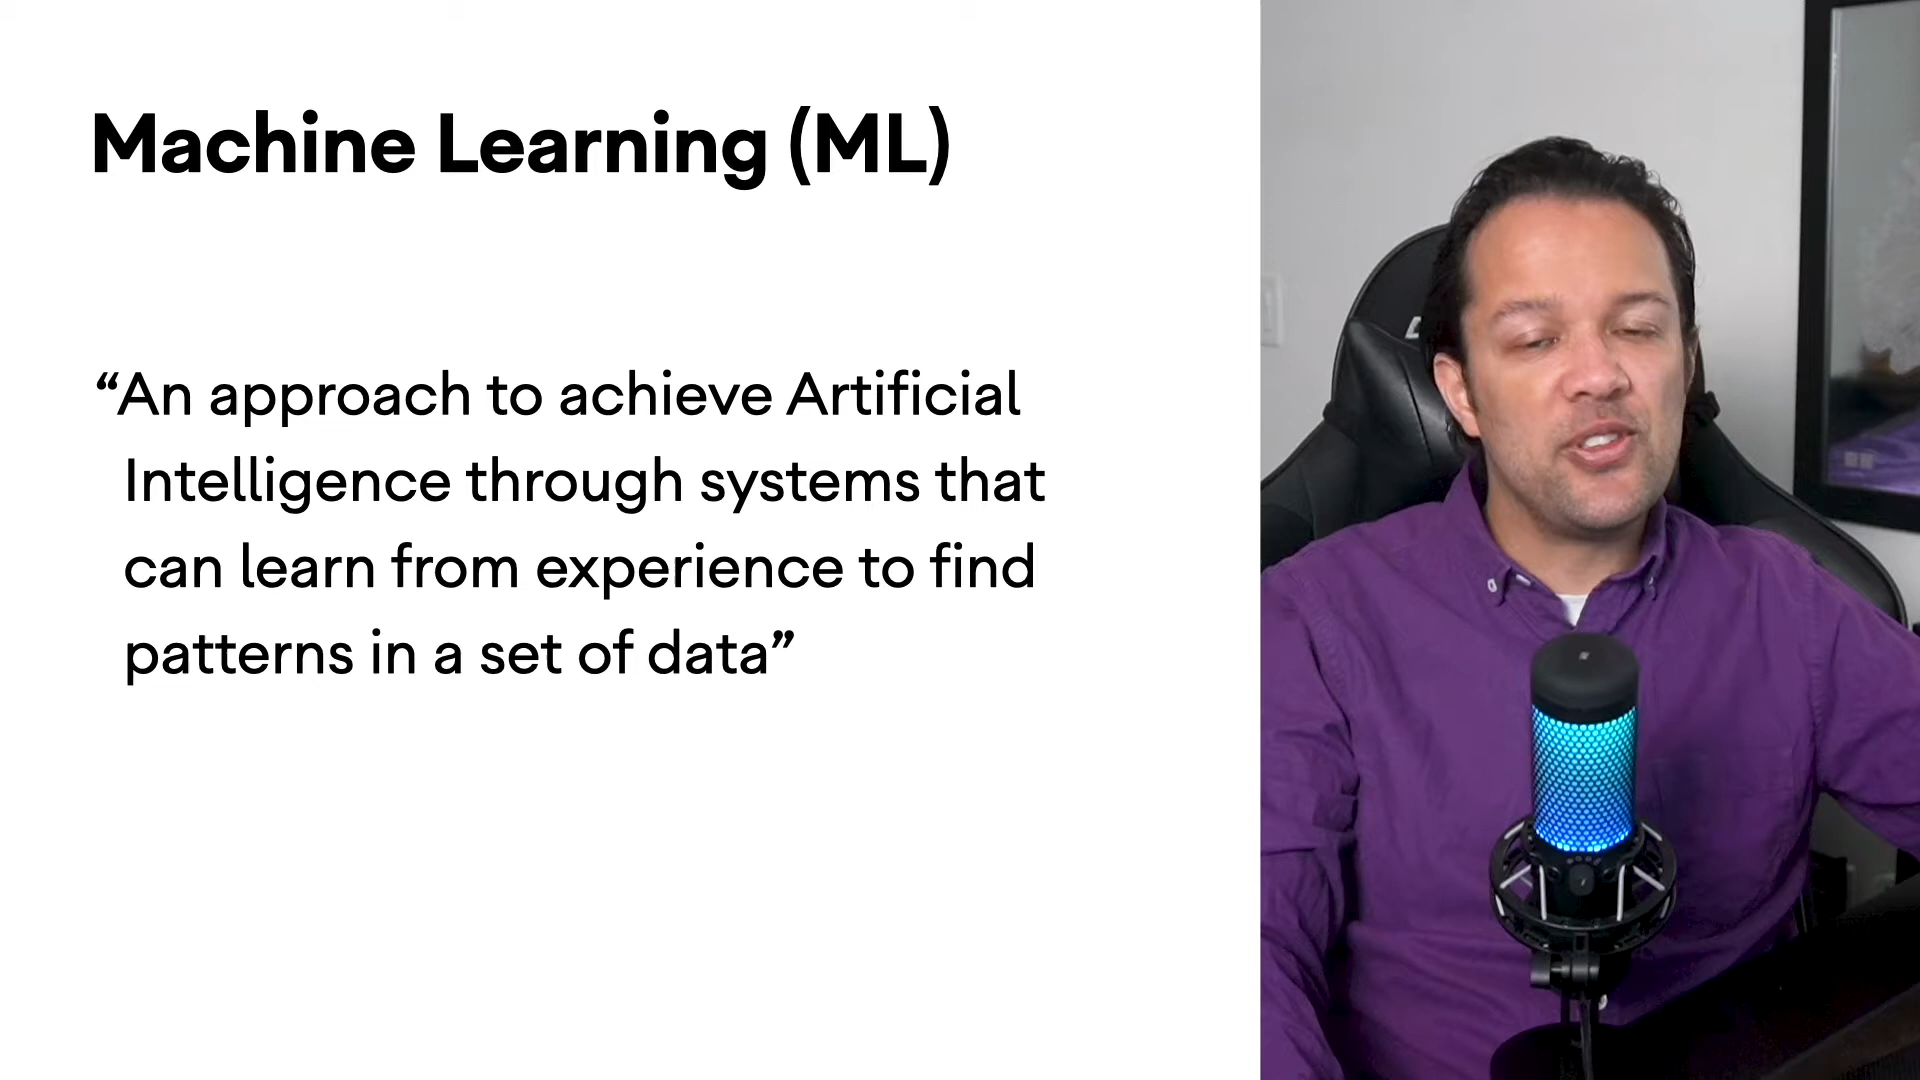 Machine Learning (ML)
“An approach to achieve Artificial
Intelligence through systems that
can learn from experience to find
patterns in a set of data”